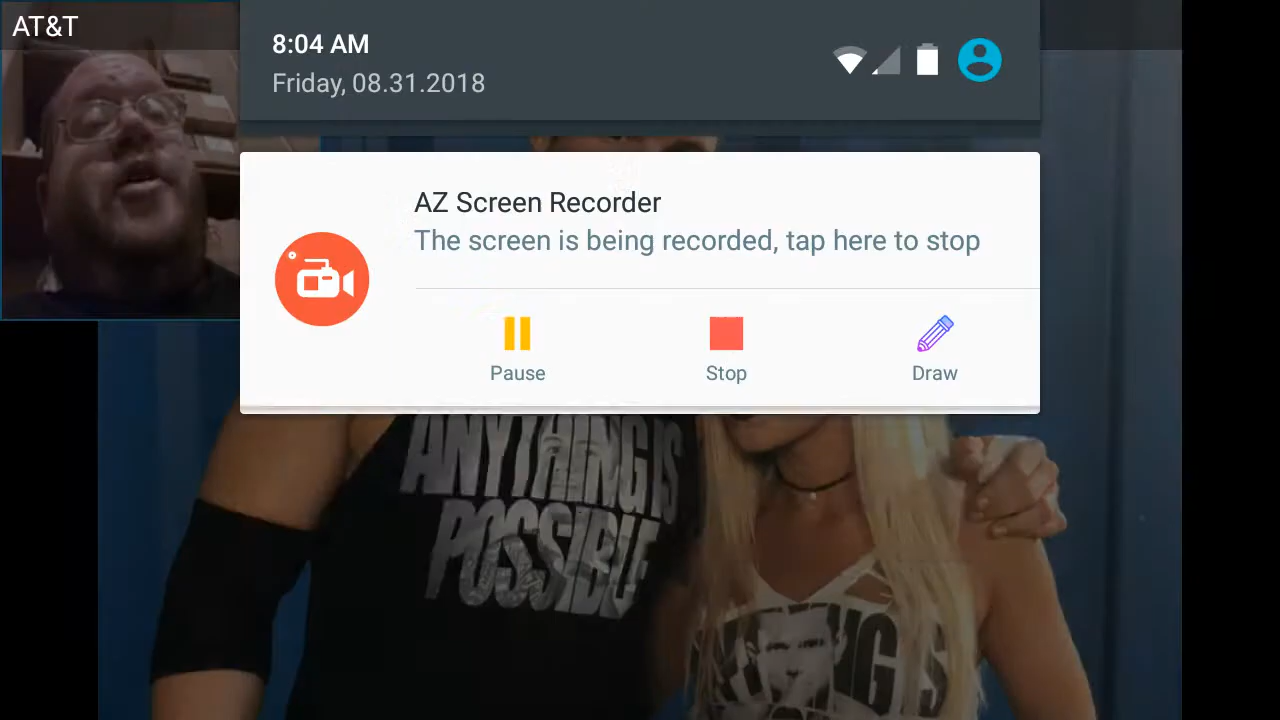 AT&T
8:04 AM
Friday, 08.31.2018
AZ Screen Recorder
The screen is being recorded, tap here to stop
Pause
Stop
Draw
ANYTHING IS
POSSIBLE